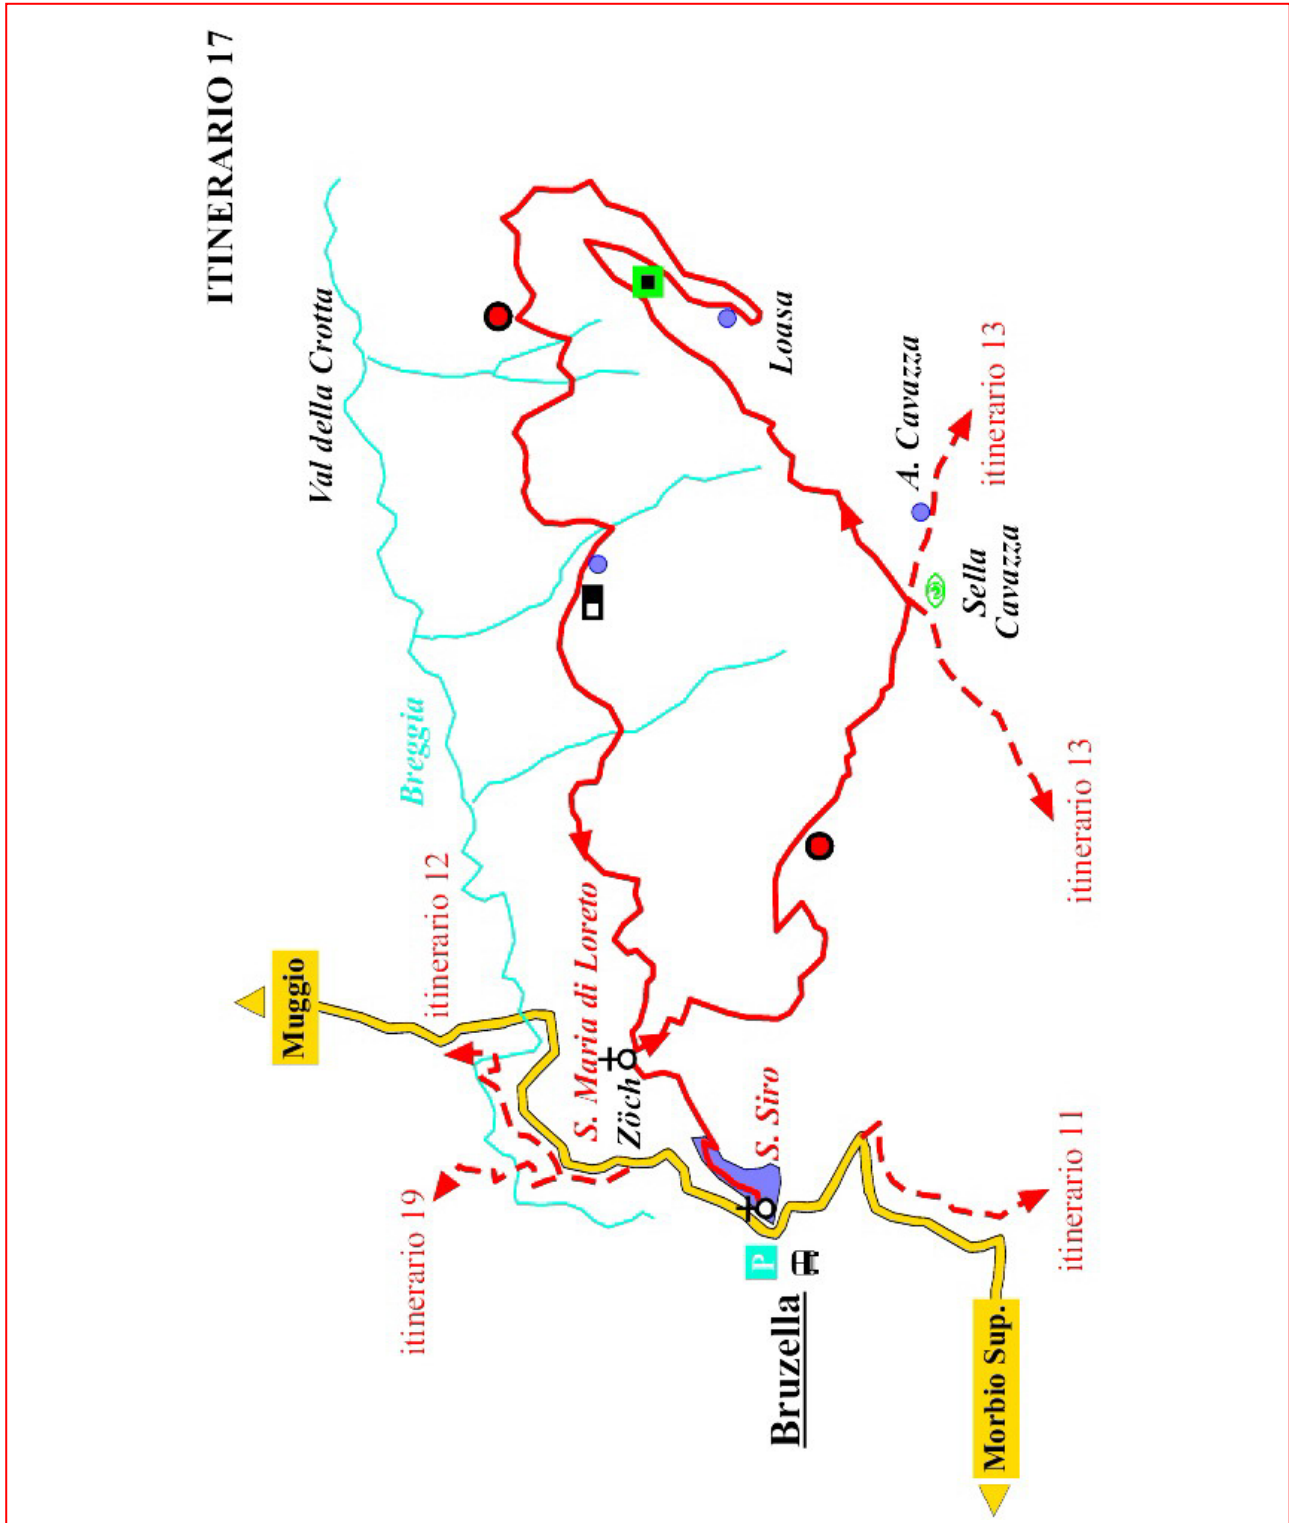 ITINERARIO 17
Val della Crotta
Breggia
Loasa
A. Cavazza
itinerario 13
Sella
Cavazza
itinerario 13
itinerario 12
Muggio
S. Maria di Loreto
Zöch
S. Siro
itinerario 19
P
Bruzella
itinerario 11
Morbio Sup.